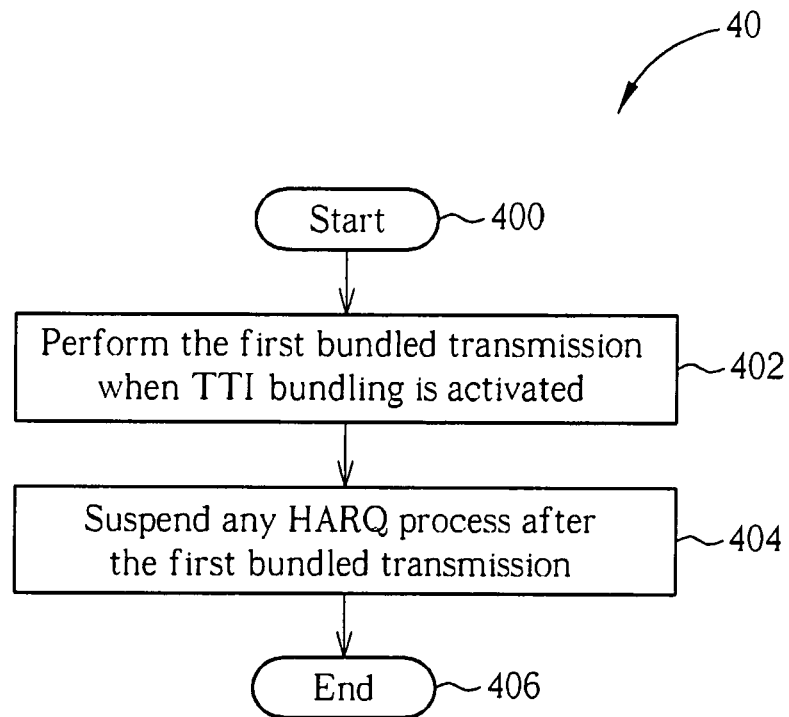 40
Start
400
Perform the first bundled transmission
when TTI bundling is activated
402
Suspend any HARQ process after
the first bundled transmission
404
End
406